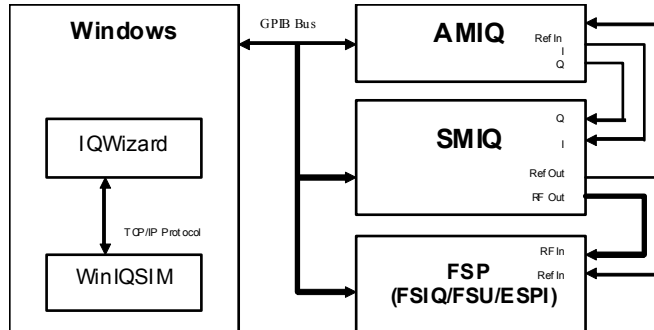 Windows
GPIB Bus
AMIQ
Ref In
I
Q
IQWizard
TCP/IP Protocol
WinIQSIM
Q
SMIQ
I
Ref Out
RF Out
RF In
FSP
Ref In
(FSIQ/FSU/ESPI)